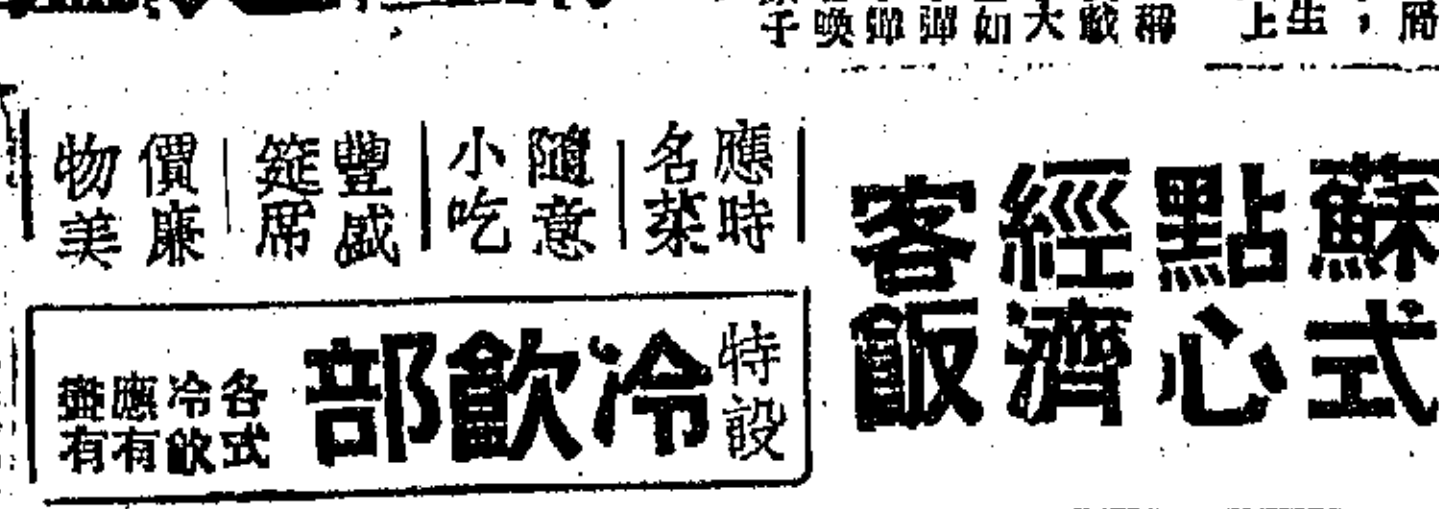 蘇式
點心
經濟
客飯
應時
名菜
隨意
小吃
豐盛
筵席
價廉
物美
特設
冷飲部
各式
冷飲
應有
盡有